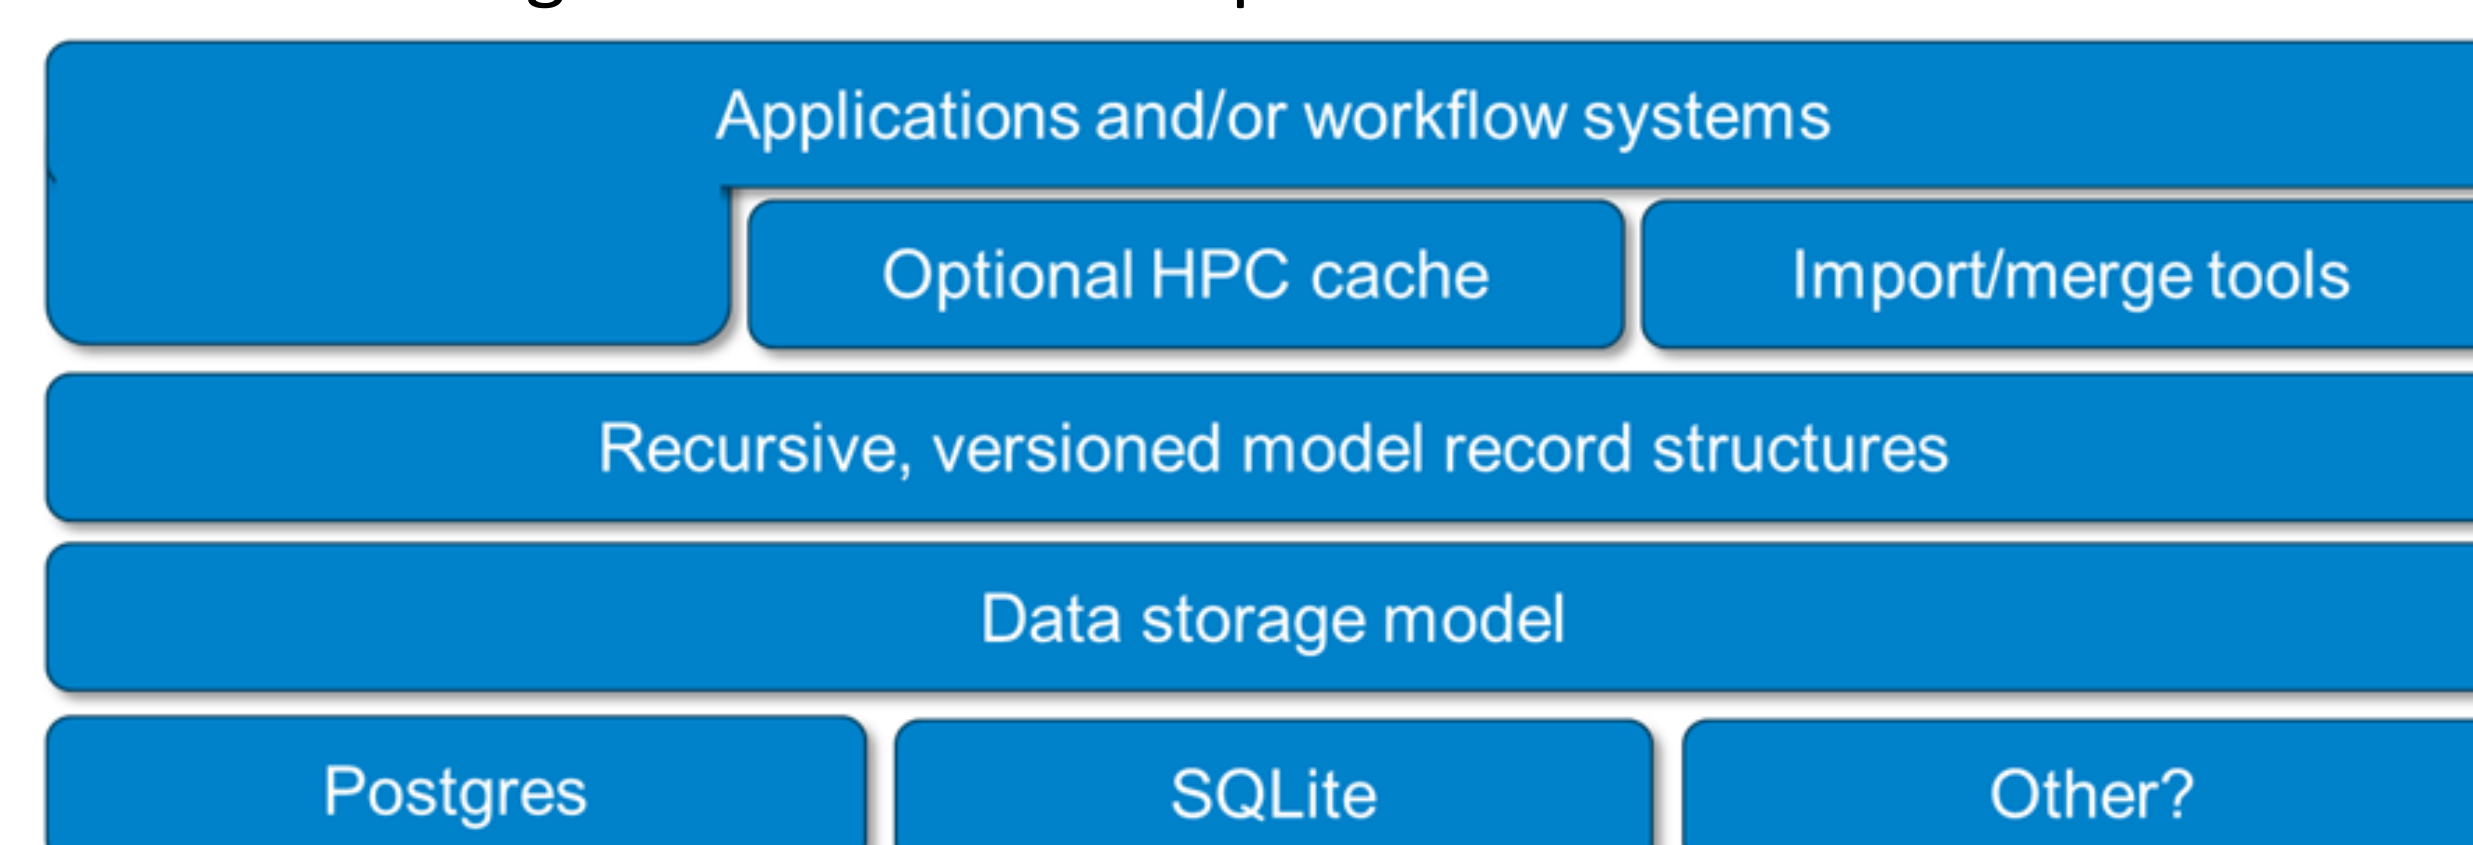 Applications and/or workflow systems
Optional HPC cache
Import/merge tools
Recursive, versioned model record structures
Data storage model
Postgres
SQLite
Other?